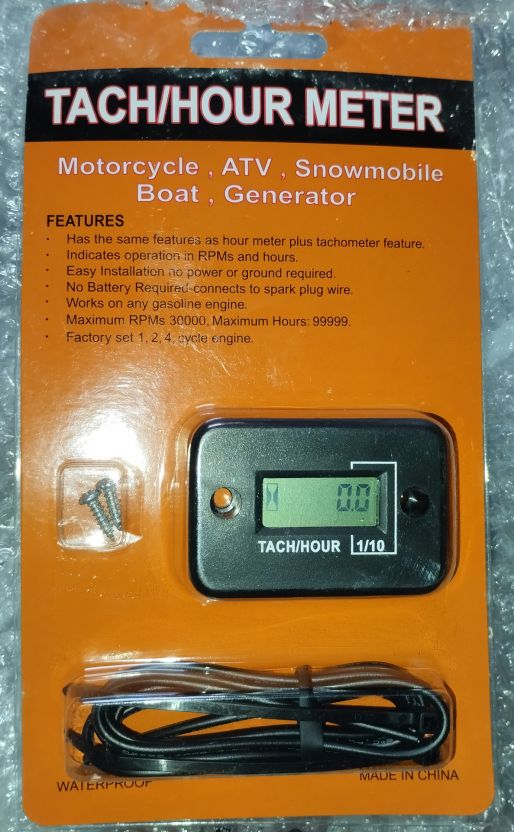 TACH/HOUR METER
Motorcycle , ATV , Snowmobile
Boat , Generator
FEATURES
· Has the same features as hour meter plus tachometer feature.
· Indicates operation in RPMs and hours.
· Easy Installation no power or ground required.
· No Battery Required-connects to spark plug wire.
· Works on any gasoline engine.
· Maximum RPMs 30000, Maximum Hours: 99999.
· Factory set 1, 2, 4, cycle engine.
0.0
TACH/HOUR 1/10
WATERPROOF
MADE IN CHINA